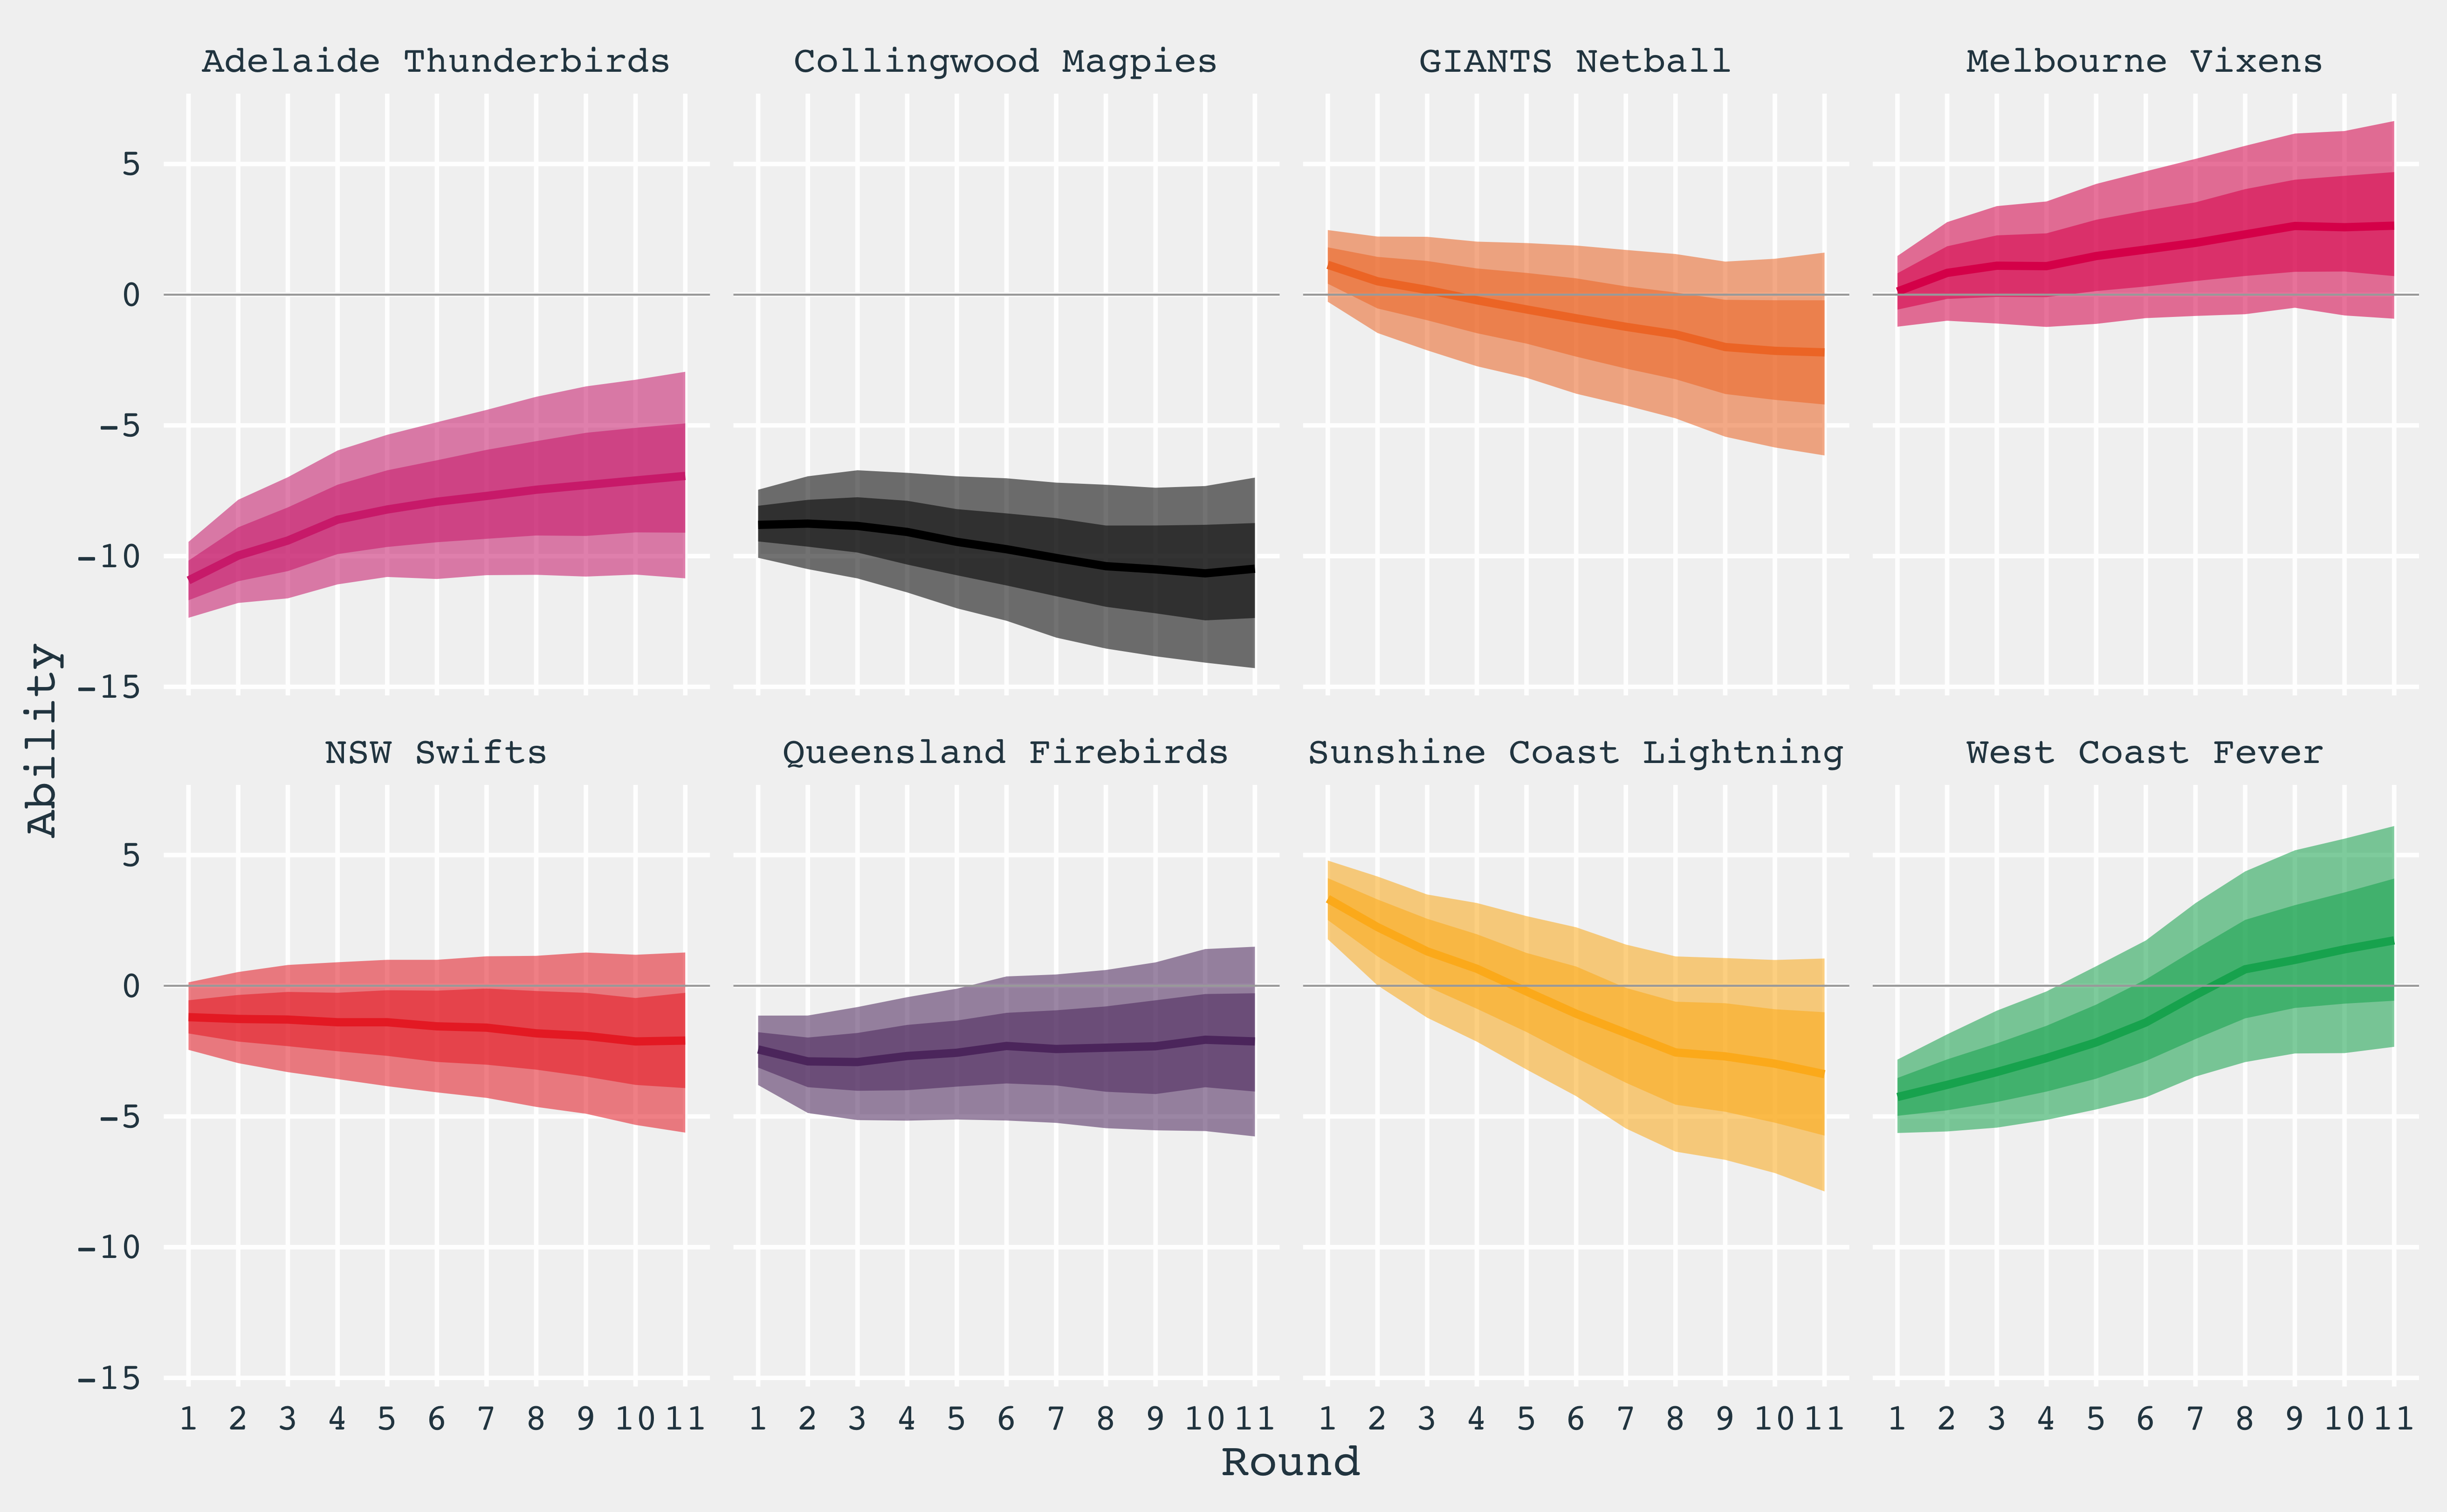 Adelaide Thunderbirds
Collingwood Magpies
GIANTS Netball
Melbourne Vixens
5
0
−5
−10
−15
NSW Swifts
Queensland Firebirds
Sunshine Coast Lightning
West Coast Fever
5
0
−5
−10
−15
1 2 3 4 5 6 7 8 9 10 11
1 2 3 4 5 6 7 8 9 10 11
1 2 3 4 5 6 7 8 9 10 11
1 2 3 4 5 6 7 8 9 10 11
Round
Ability